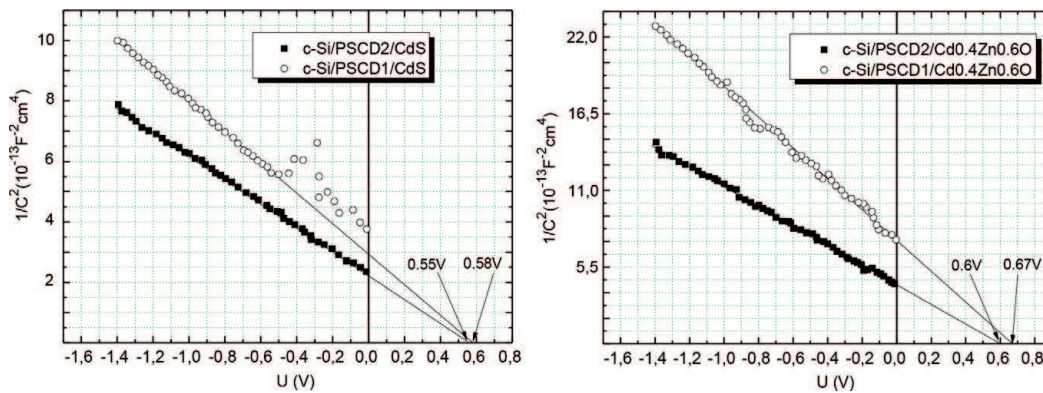 10
8
6
4
2
1/C²(10⁻¹³F⁻²cm⁴)
c-Si/PSCD2/CdS
c-Si/PSCD1/CdS
0.55V
0.58V
-1,6 -1,4 -1,2 -1,0 -0,8 -0,6 -0,4 -0,2 0,0 0,2 0,4 0,6 0,8
U (V)
22,0
16,5
11,0
5,5
1/C²(10⁻¹³F⁻²cm⁴)
c-Si/PSCD2/Cd0.4Zn0.6O
c-Si/PSCD1/Cd0.4Zn0.6O
0.6V
0.67V
-1,6 -1,4 -1,2 -1,0 -0,8 -0,6 -0,4 -0,2 0,0 0,2 0,4 0,6 0,8
U (V)